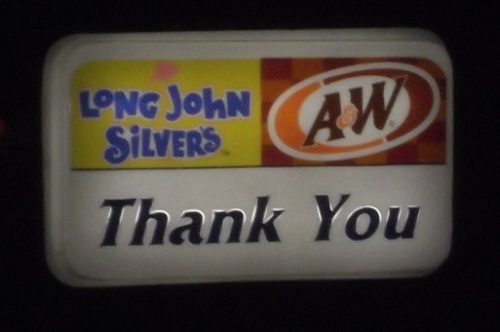 LONG JOHN
SILVER'S
A&W
Thank You